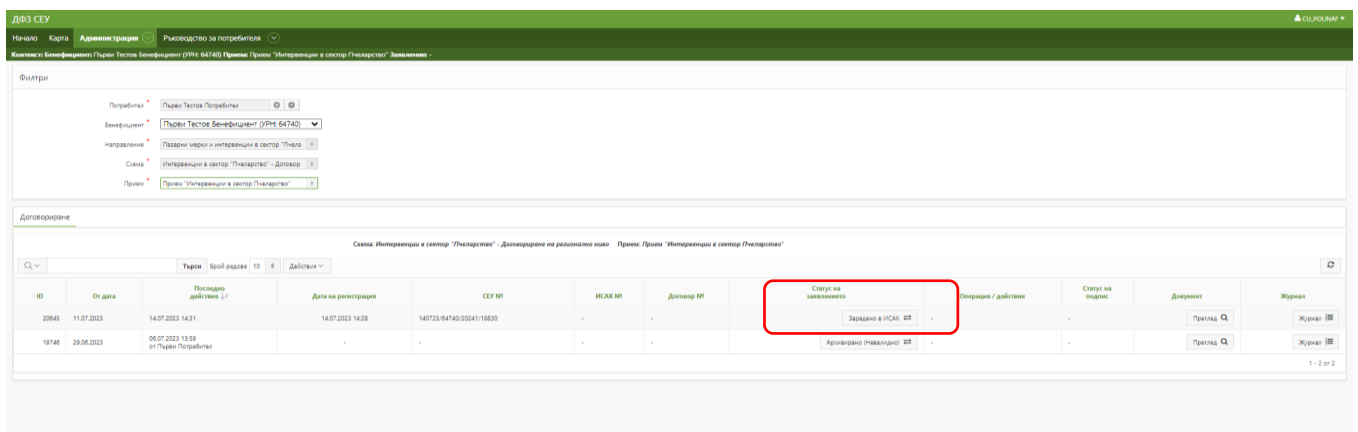 ДФЗ СЕУ CU_POLINAF
Начало Карта Администрация Ръководство за потребителя
Контекст: Бенефициент: Първи Тестов Бенефициент (УРН: 64740) Прием: Прием "Интервенции в сектор Пчеларство" Заявление: -
Филтри
Потребител * Първи Тестов Потребител
Бенефициент * Първи Тестов Бенефициент (УРН: 64740)
Направление * Пазарни мерки и интервенции в сектор "Пчела
Схема * Интервенции в сектор "Пчеларство" - Договор
Прием * Прием "Интервенции в сектор Пчеларство"
Договориране
Схема: Интервенции в сектор "Пчеларство" - Договориране на регионално ниво Прием: Прием "Интервенции в сектор Пчеларство"
Търси Брой редове 10 Действия
ID От дата Последно действие Дата на регистрация СЕУ № ИСАК № Договор № Статус на заявлението Операция / действие Статус на подпис Документ Журнал
20645 11.07.2023 14.07.2023 14:31 14.07.2023 14:28 140723/64740/20241/18830 - - Заредено в ИСАК - - Преглед Журнал
19746 29.06.2023 06.07.2023 13:59 от Първи Потребител - - - - Архивирано (Невалидно) - - Преглед Журнал
1 - 2 от 2